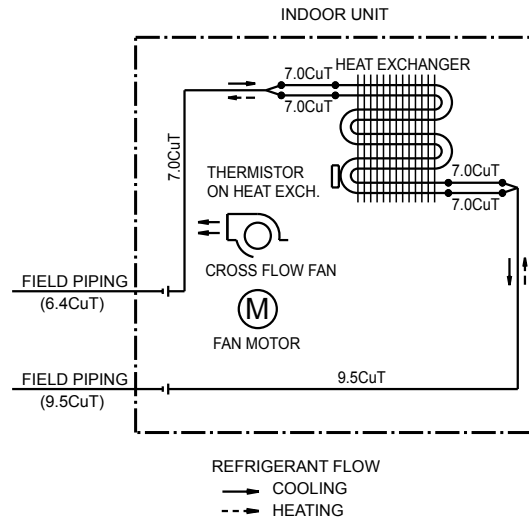 INDOOR UNIT
HEAT EXCHANGER
7.0CuT
7.0CuT
7.0CuT
THERMISTOR
ON HEAT EXCH.
7.0CuT
7.0CuT
CROSS FLOW FAN
FIELD PIPING
(6.4CuT)
M
FAN MOTOR
FIELD PIPING
(9.5CuT)
9.5CuT
REFRIGERANT FLOW
COOLING
HEATING